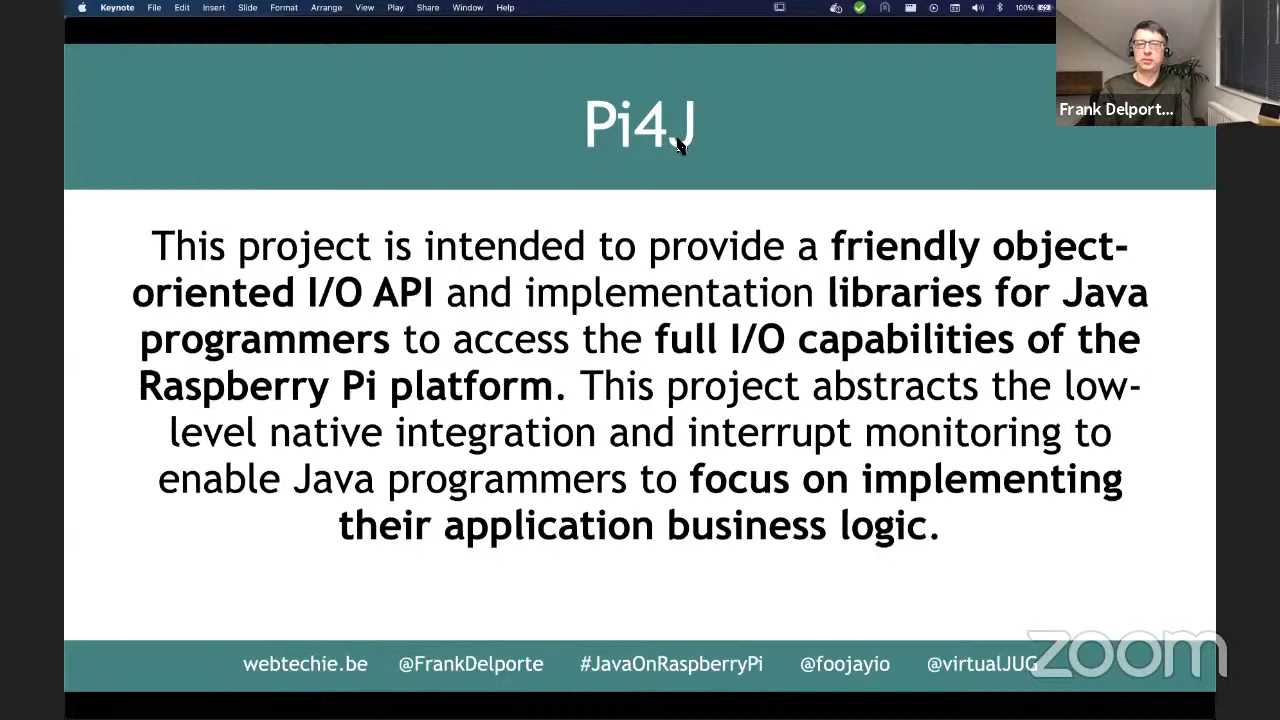 Keynote File Edit Insert Slide Format Arrange View Play Share Window Help 100%
Frank Delport...
Pi4J
This project is intended to provide a friendly object-
oriented I/O API and implementation libraries for Java
programmers to access the full I/O capabilities of the
Raspberry Pi platform. This project abstracts the low-
level native integration and interrupt monitoring to
enable Java programmers to focus on implementing
their application business logic.
webtechie.be @FrankDelporte #JavaOnRaspberryPi @foojayio @virtualJUG
zoom